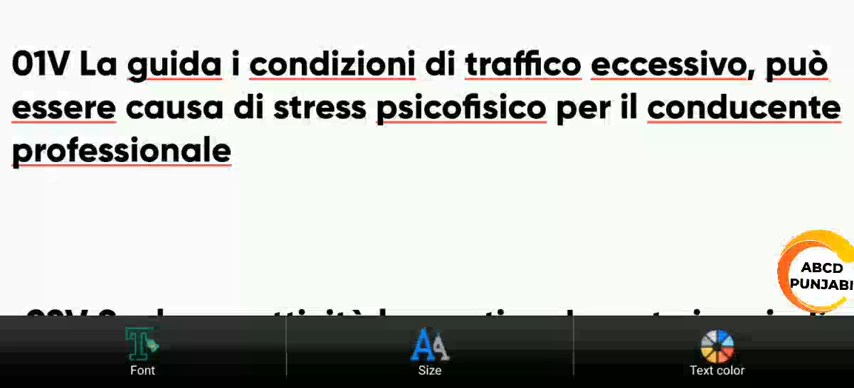 01V La guida i condizioni di traffico eccessivo, può
essere causa di stress psicofisico per il conducente
professionale
ABCD
PUNJABI
Font
Size
Text color